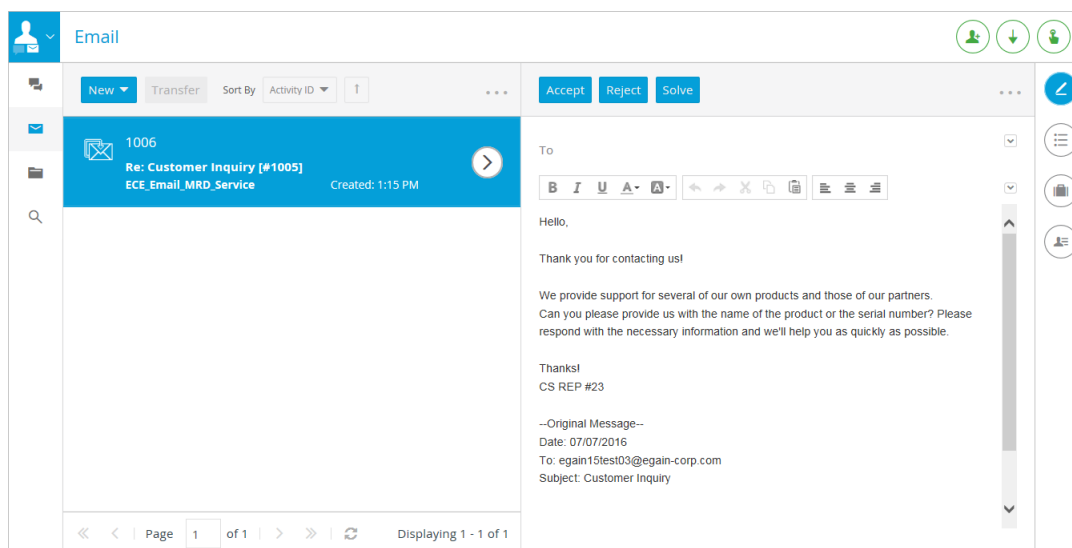 Email
New
Transfer
Sort By
Activity ID
1006
Re: Customer Inquiry [#1005]
ECE_Email_MRD_Service
Created: 1:15 PM
Page 1 of 1
Displaying 1 - 1 of 1
Accept
Reject
Solve
To
B I U A A
Hello,
Thank you for contacting us!
We provide support for several of our own products and those of our partners.
Can you please provide us with the name of the product or the serial number? Please
respond with the necessary information and we'll help you as quickly as possible.
Thanks!
CS REP #23
--Original Message--
Date: 07/07/2016
To: egain15test03@egain-corp.com
Subject: Customer Inquiry